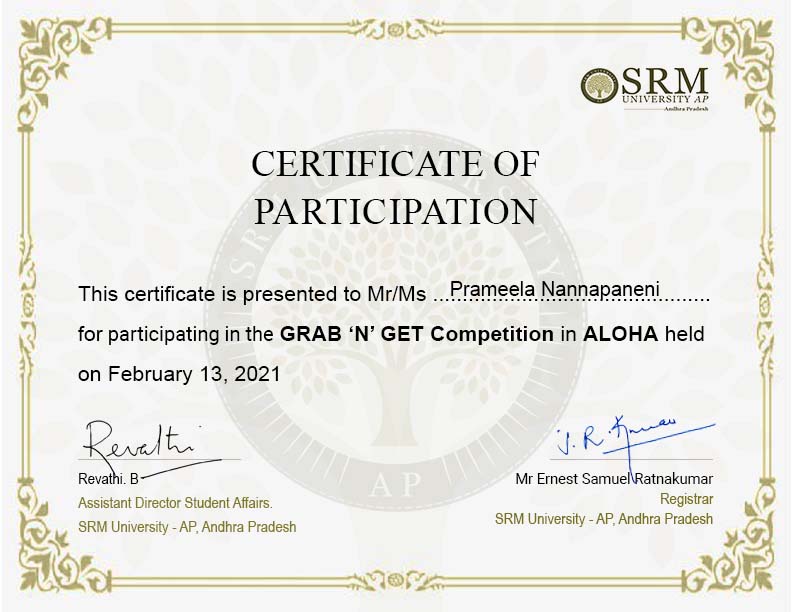 SRM
UNIVERSITY AP
Andhra Pradesh
CERTIFICATE OF
PARTICIPATION
This certificate is presented to Mr/Ms ...Prameela Nannapaneni.........
for participating in the GRAB ‘N’ GET Competition in ALOHA held
on February 13, 2021
Revathi
J.R.Kumar
Revathi. B
Assistant Director Student Affairs.
SRM University - AP, Andhra Pradesh
Mr Ernest Samuel Ratnakumar
Registrar
SRM University - AP, Andhra Pradesh
AP